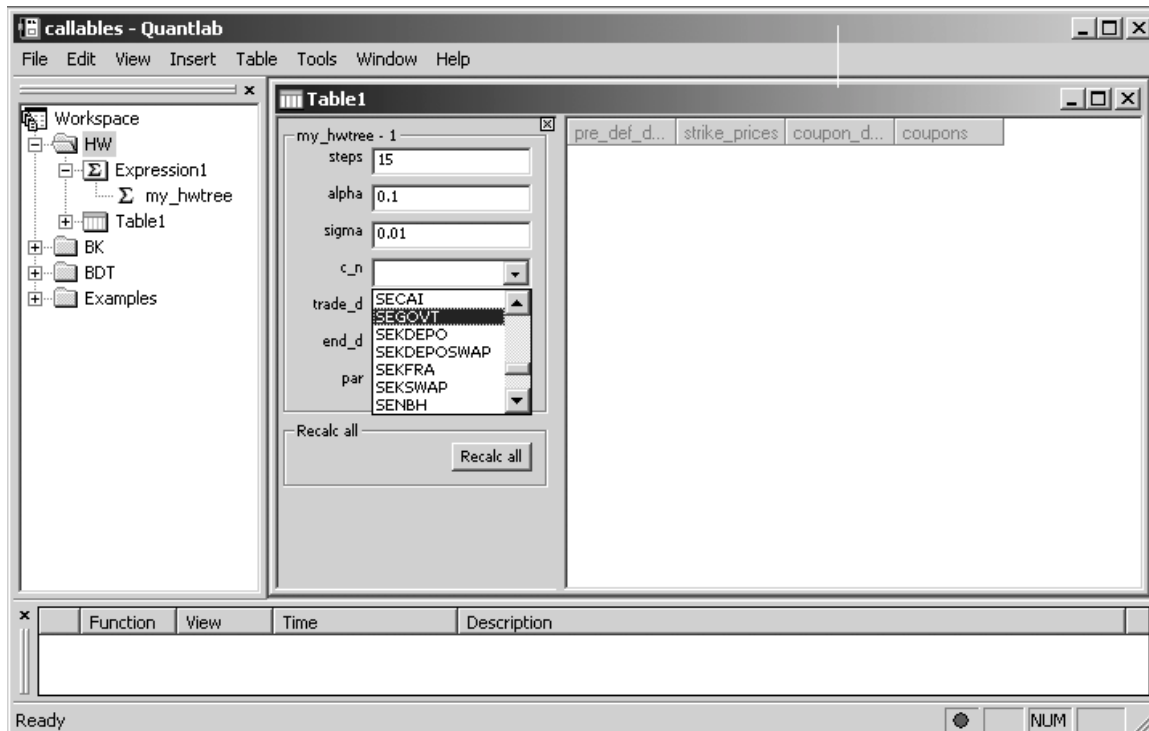 callables - Quantlab
File Edit View Insert Table Tools Window Help
Workspace
HW
Expression1
my_hwtree
Table1
BK
BDT
Examples
Table1
my_hwtree - 1
steps 15
alpha 0.1
sigma 0.01
c_n
trade_d
end_d
par
SECAI
SEGOVT
SEKDEPO
SEKDEPOSWAP
SEKFRA
SEKSWAP
SENBH
Recalc all
Recalc all
pre_def_d... strike_prices coupon_d... coupons
Function View Time Description
Ready NUM